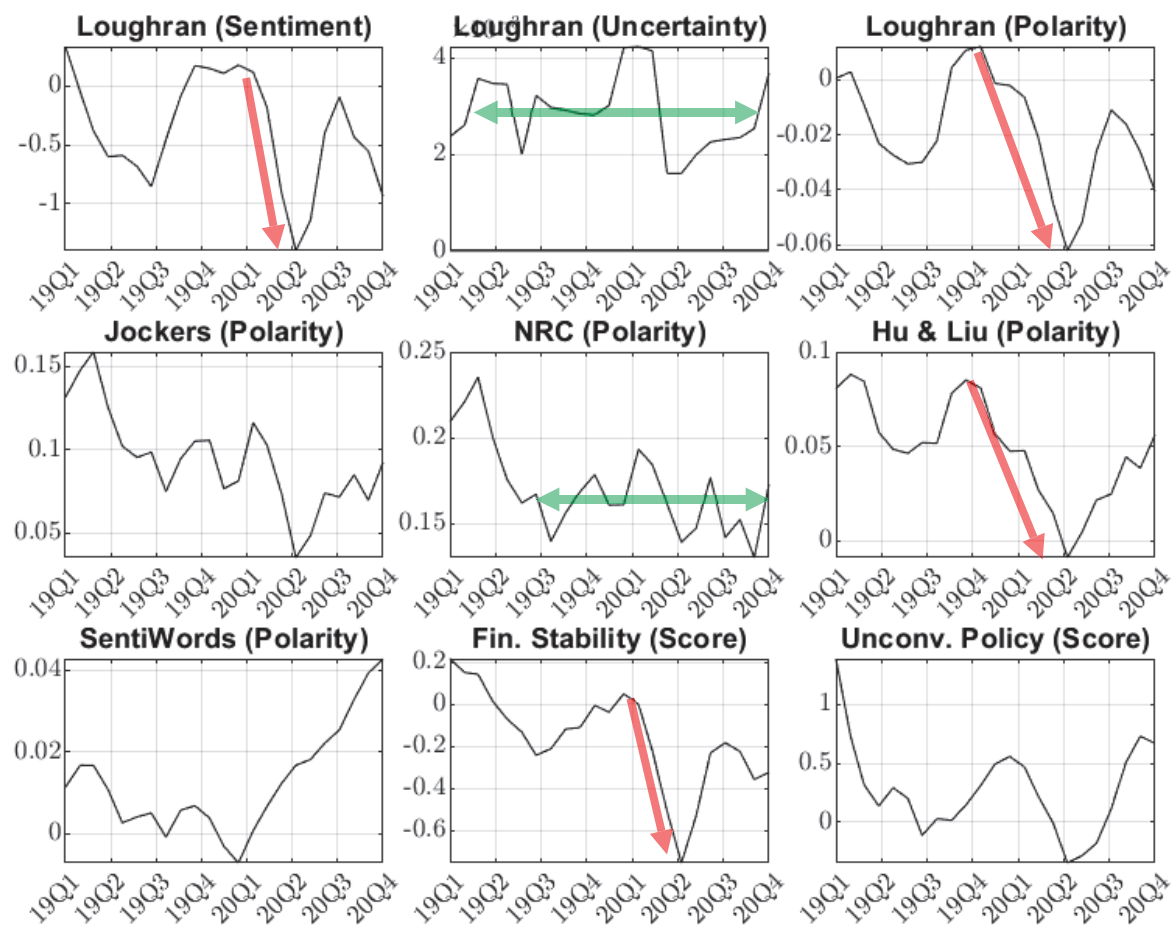 Loughran (Sentiment)
0
-0.5
-1
19Q1 19Q2 19Q3 19Q4 20Q1 20Q2 20Q3 20Q4
Loughran (Uncertainty)
4
2
0
19Q1 19Q2 19Q3 19Q4 20Q1 20Q2 20Q3 20Q4
Loughran (Polarity)
0
-0.02
-0.04
-0.06
19Q1 19Q2 19Q3 19Q4 20Q1 20Q2 20Q3 20Q4
Jockers (Polarity)
0.15
0.1
0.05
19Q1 19Q2 19Q3 19Q4 20Q1 20Q2 20Q3 20Q4
NRC (Polarity)
0.25
0.2
0.15
19Q1 19Q2 19Q3 19Q4 20Q1 20Q2 20Q3 20Q4
Hu & Liu (Polarity)
0.1
0.05
0
19Q1 19Q2 19Q3 19Q4 20Q1 20Q2 20Q3 20Q4
SentiWords (Polarity)
0.04
0.02
0
19Q1 19Q2 19Q3 19Q4 20Q1 20Q2 20Q3 20Q4
Fin. Stability (Score)
0.2
0
-0.2
-0.4
-0.6
19Q1 19Q2 19Q3 19Q4 20Q1 20Q2 20Q3 20Q4
Unconv. Policy (Score)
1
0.5
0
19Q1 19Q2 19Q3 19Q4 20Q1 20Q2 20Q3 20Q4